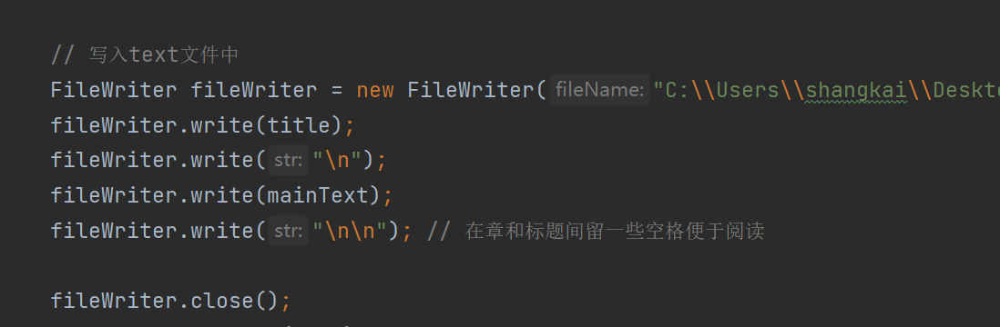 // 写入text文件中
FileWriter fileWriter = new FileWriter( fileName: "C:\\Users\\shangkai\\Deskt
fileWriter.write(title);
fileWriter.write( str: "\n");
fileWriter.write(mainText);
fileWriter.write( str: "\n\n"); // 在章和标题间留一些空格便于阅读
fileWriter.close();